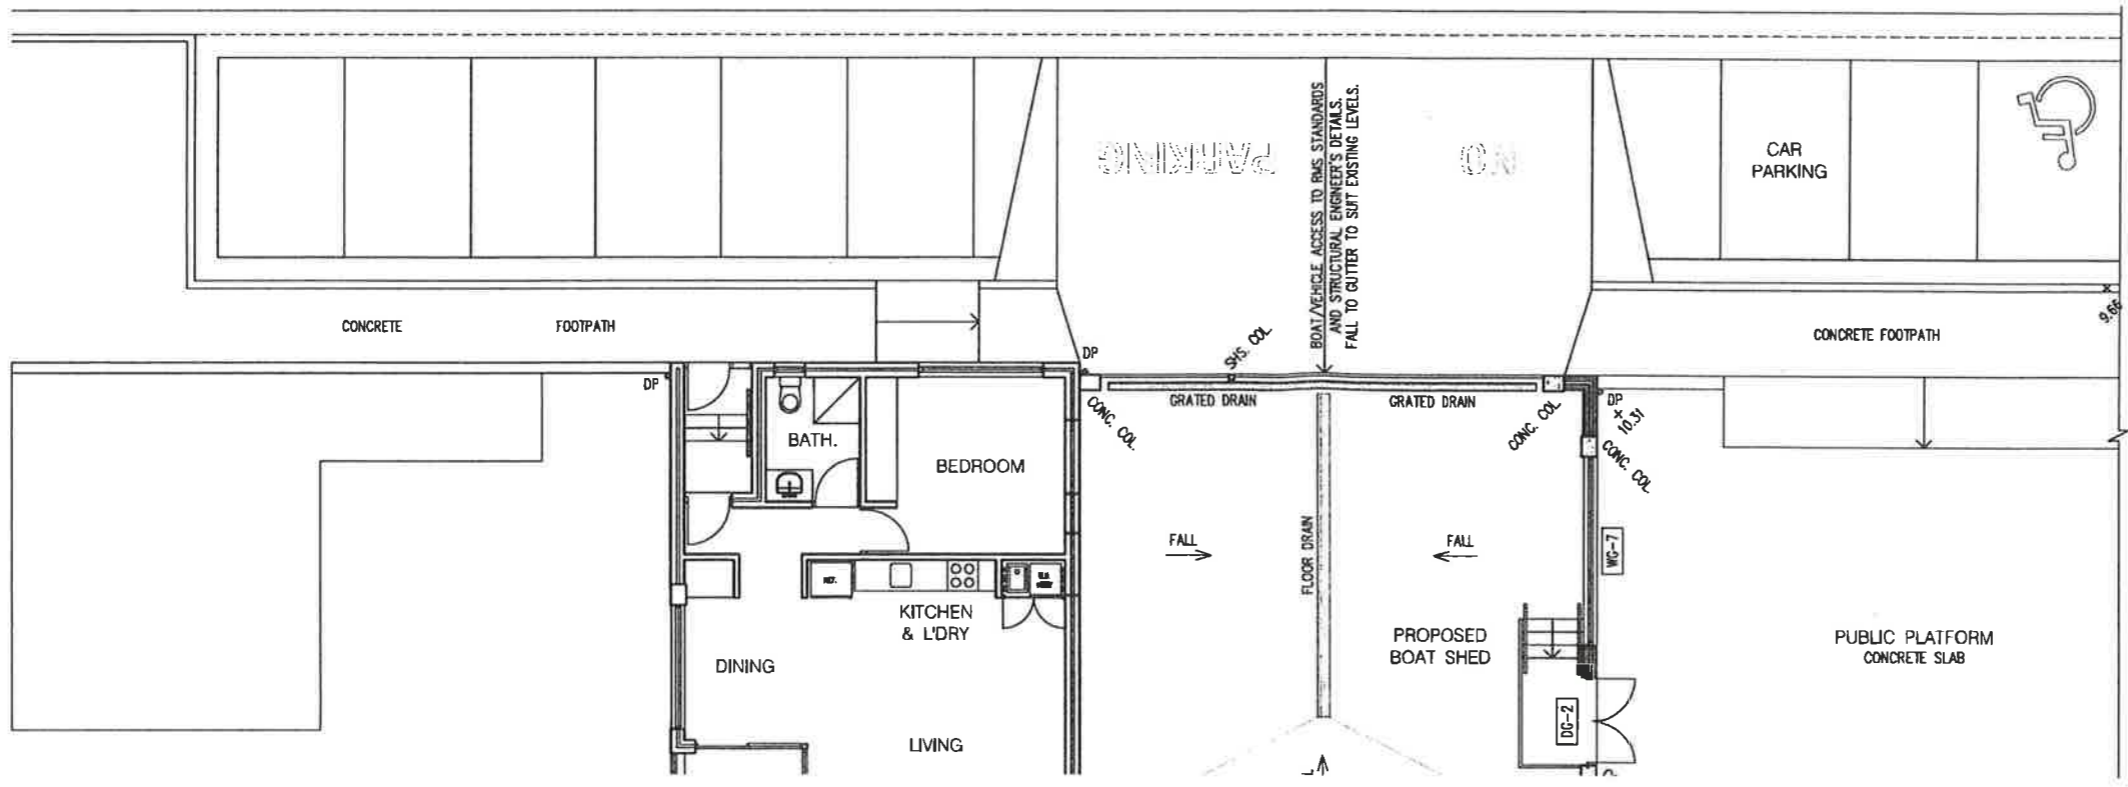 NO
PARKING
BOAT/VEHICLE ACCESS TO RMS STANDARDS
AND STRUCTURAL ENGINEER'S DETAILS.
FALL TO GUTTER TO SUIT EXISTING LEVELS.
CAR
PARKING
9.66
CONCRETE FOOTPATH
CONCRETE FOOTPATH
DP
DP
SHS. COL.
GRATED DRAIN
GRATED DRAIN
CONC. COL.
CONC. COL.
DP
10.31
CONC. COL.
BATH.
BEDROOM
FALL
FALL
FLOOR DRAIN
WG-7
REF.
KITCHEN
& L'DRY
DINING
LIVING
PROPOSED
BOAT SHED
DG-2
PUBLIC PLATFORM
CONCRETE SLAB